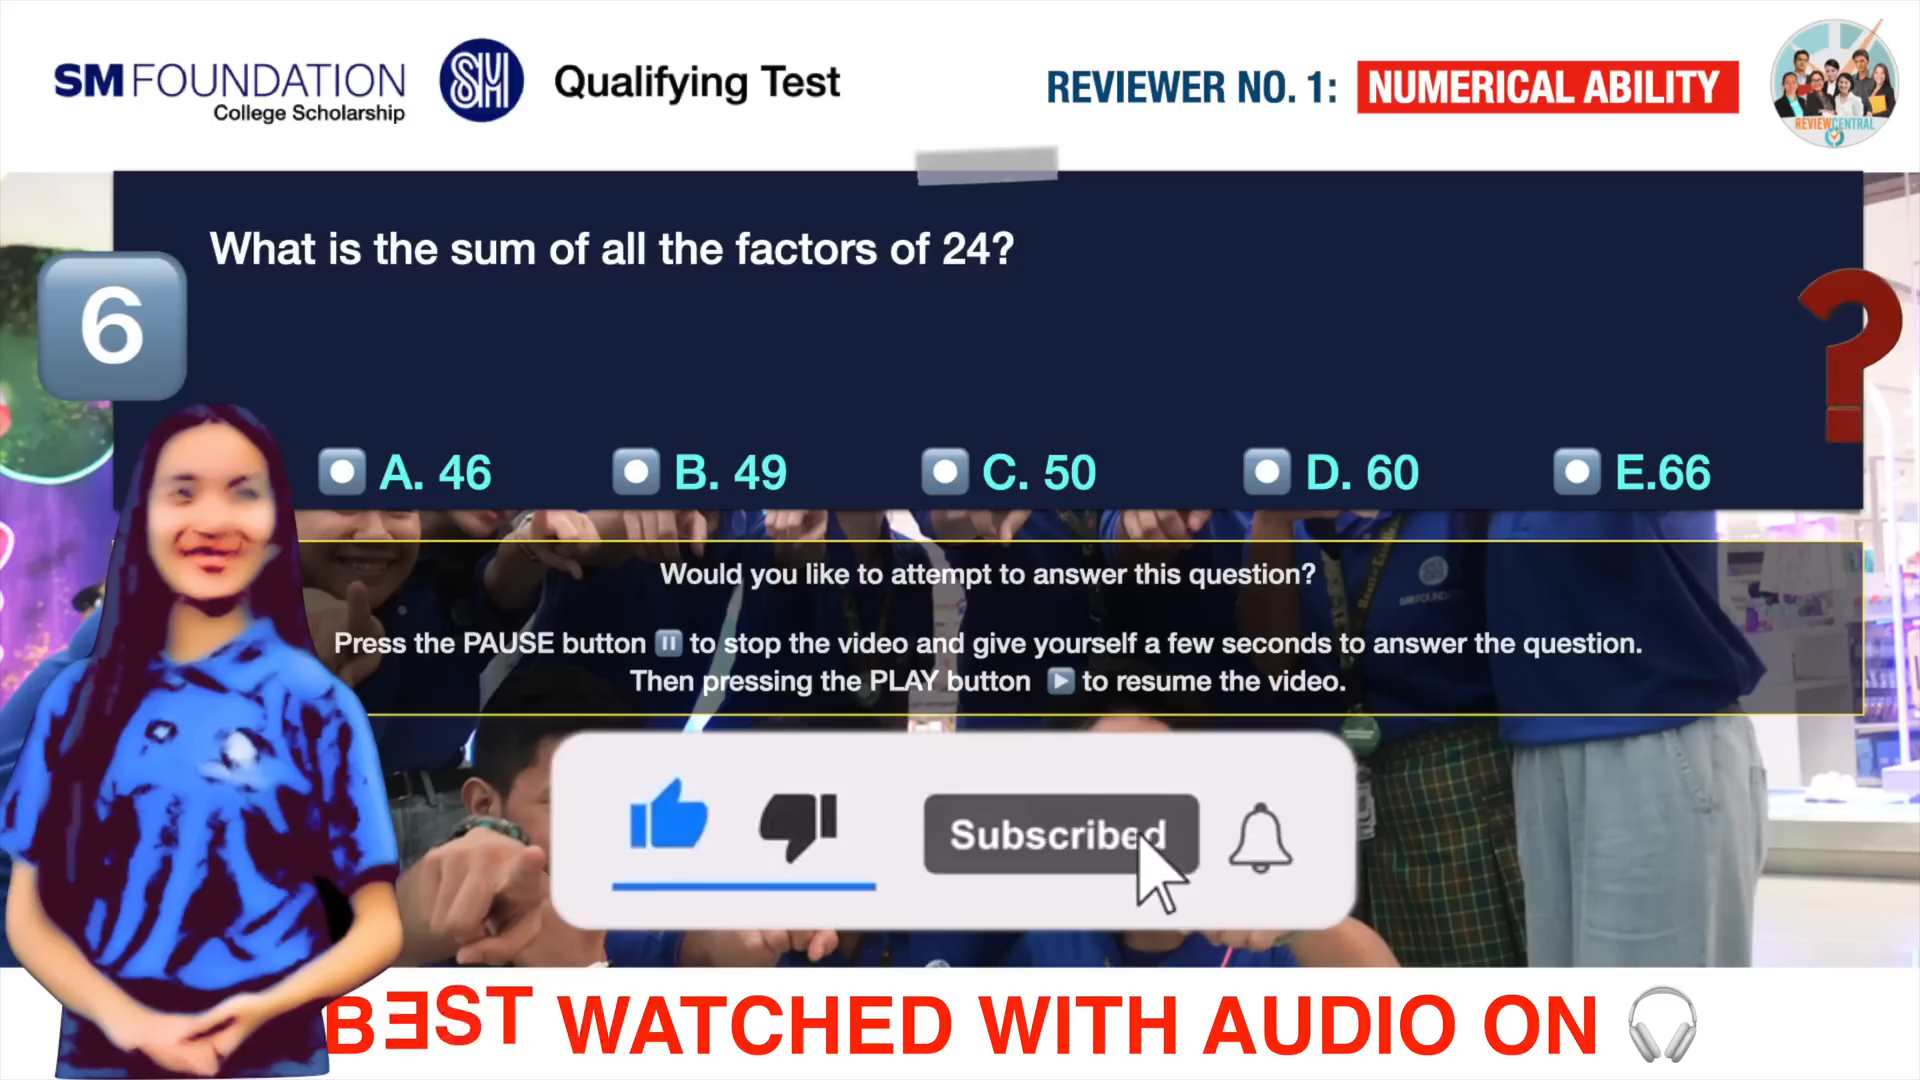 SM FOUNDATION
College Scholarship
SM
Qualifying Test
REVIEWER NO. 1: NUMERICAL ABILITY
REVIEWCENTRAL
6
What is the sum of all the factors of 24?
?
A. 46
B. 49
C. 50
D. 60
E.66
Would you like to attempt to answer this question?
Press the PAUSE button ⏸ to stop the video and give yourself a few seconds to answer the question.
Then pressing the PLAY button ▶ to resume the video.
Subscribed
BEST WATCHED WITH AUDIO ON